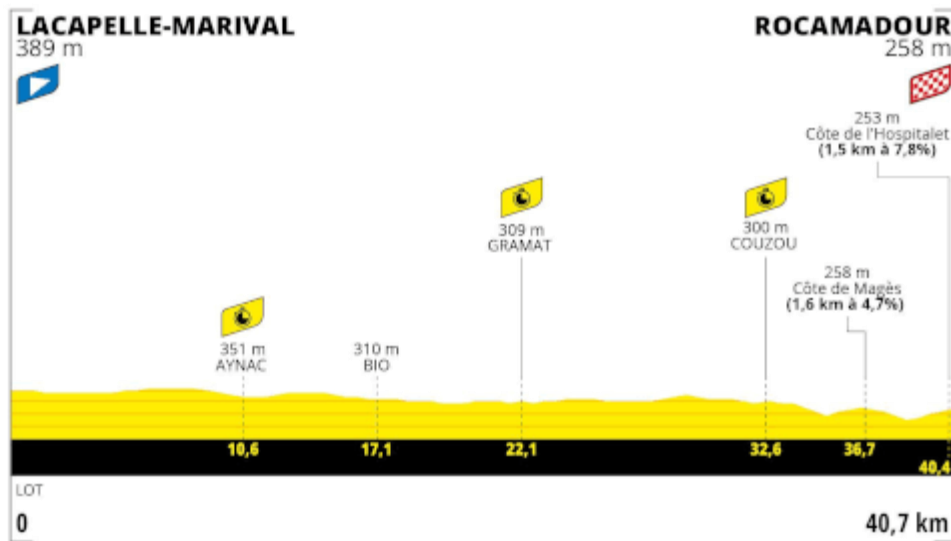 LACAPELLE-MARIVAL
389 m
ROCAMADOUR
258 m
253 m
Côte de l'Hospitalet
(1,5 km à 7,8%)
309 m
GRAMAT
300 m
COUZOU
258 m
Côte de Magès
(1,6 km à 4,7%)
351 m
AYNAC
310 m
BIO
10,6
17,1
22,1
32,6
36,7
40,4
LOT
0
40,7 km